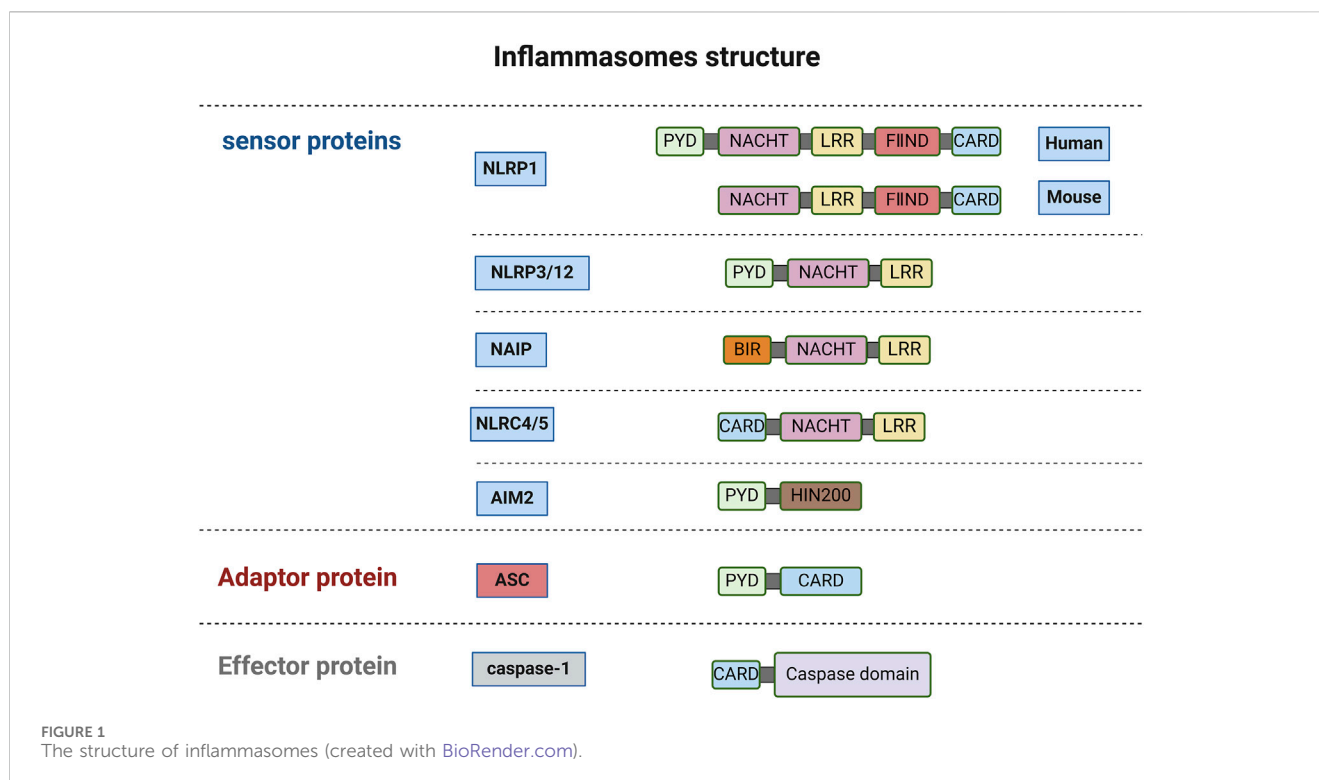 Inflammasomes structure
sensor proteins
NLRP1
PYD NACHT LRR FIIND CARD Human
NACHT LRR FIIND CARD Mouse
NLRP3/12 PYD NACHT LRR
NAIP BIR NACHT LRR
NLRC4/5 CARD NACHT LRR
AIM2 PYD HIN200
Adaptor protein ASC PYD CARD
Effector protein caspase-1 CARD Caspase domain
FIGURE 1
The structure of inflammasomes (created with BioRender.com).